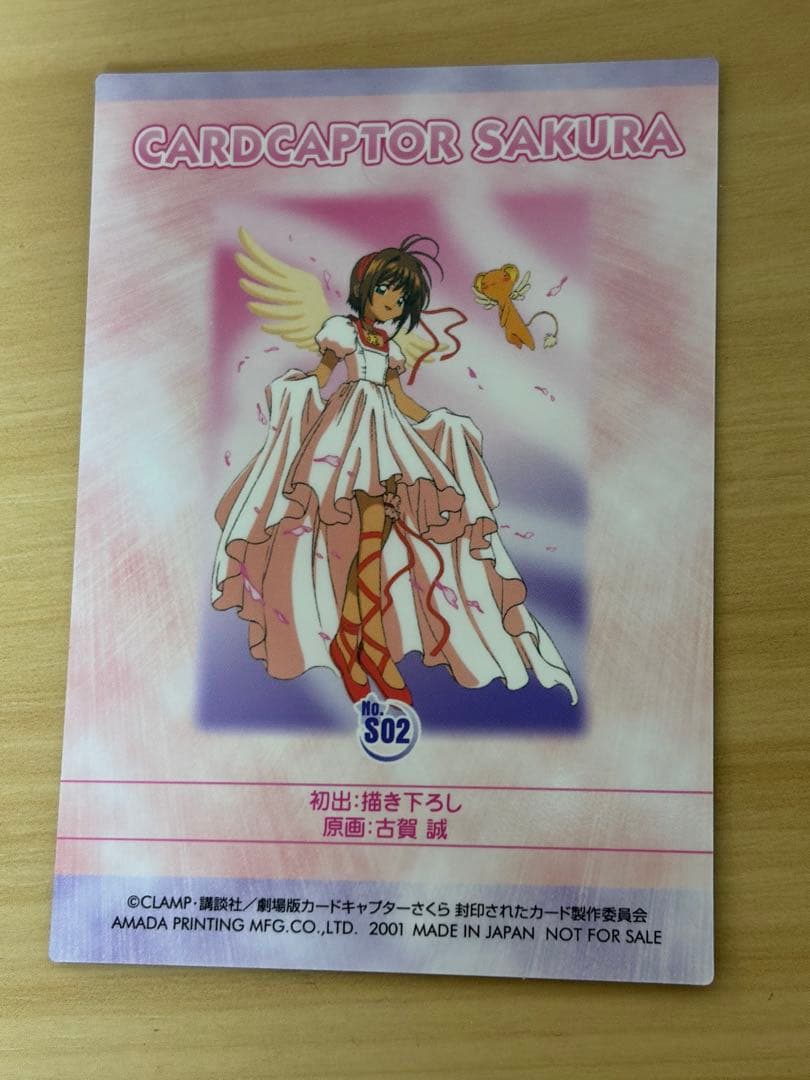 CARDCAPTOR SAKURA
No.
S02
初出:描き下ろし
原画:古賀 誠
©CLAMP・講談社／劇場版カードキャプターさくら 封印されたカード製作委員会
AMADA PRINTING MFG.CO.,LTD. 2001 MADE IN JAPAN NOT FOR SALE